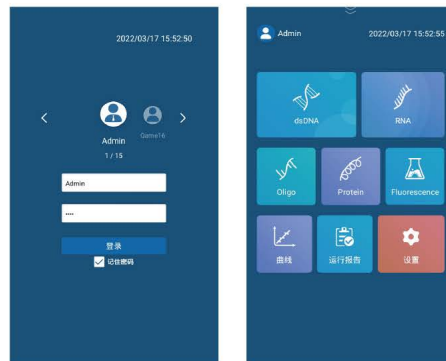 2022/03/17 15:52:50
Admin
Game16
1 / 15
Admin
····
登录
记住密码
Admin
2022/03/17 15:52:55
dsDNA
RNA
Oligo
Protein
Fluorescence
曲线
运行报告
设置